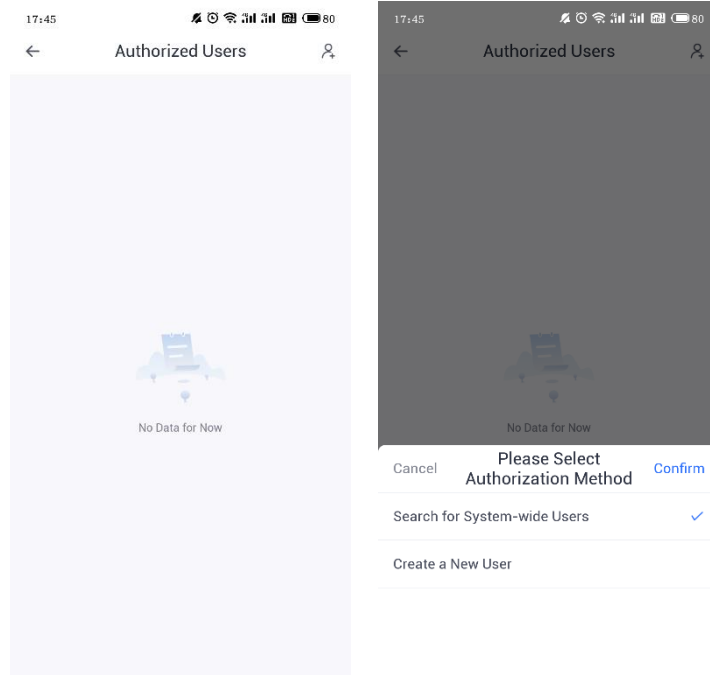 17:45
80
Authorized Users
No Data for Now
17:45
80
Authorized Users
No Data for Now
Cancel
Please Select
Authorization Method
Confirm
Search for System-wide Users
Create a New User